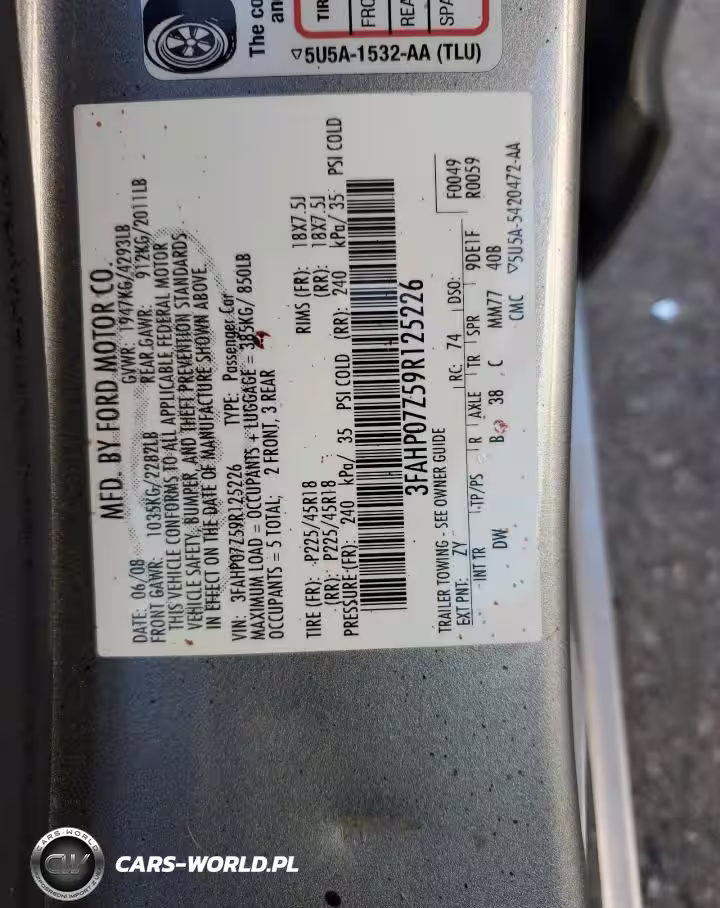 The co
an
TIR
FRO
REA
SPA
▽5U5A-1532-AA (TLU)
MFD. BY FORD MOTOR CO.
DATE: 06/08 GVWR: 1947KG/4293LB
FRONT GAWR: 1035KG/2282LB REAR GAWR: 912KG/2011LB
THIS VEHICLE CONFORMS TO ALL APPLICABLE FEDERAL MOTOR
VEHICLE SAFETY, BUMPER, AND THEFT PREVENTION STANDARDS
IN EFFECT ON THE DATE OF MANUFACTURE SHOWN ABOVE.
VIN: 3FAHP07Z59R125226 TYPE: Passenger Car
MAXIMUM LOAD = OCCUPANTS + LUGGAGE = 385KG/ 850LB
OCCUPANTS = 5 TOTAL; 2 FRONT, 3 REAR
TIRE (FR): P225/45R18 RIMS (FR): 18X7.5J
(RR): P225/45R18 (RR): 18X7.5J
PRESSURE (FR): 240 kPa/ 35 PSI COLD (RR): 240 kPa/ 35 PSI COLD
3FAHP07Z59R125226
TRAILER TOWING - SEE OWNER GUIDE
EXT PNT: ZY RC: 74 DSO: F0049
R0059
INT TR TP/PS R AXLE TR SPR 9DE1F
DW B 38 C MM77 40B
CMC ▽5U5A-5420472-AA
CARS-WORLD
CW
CARS-WORLD.PL